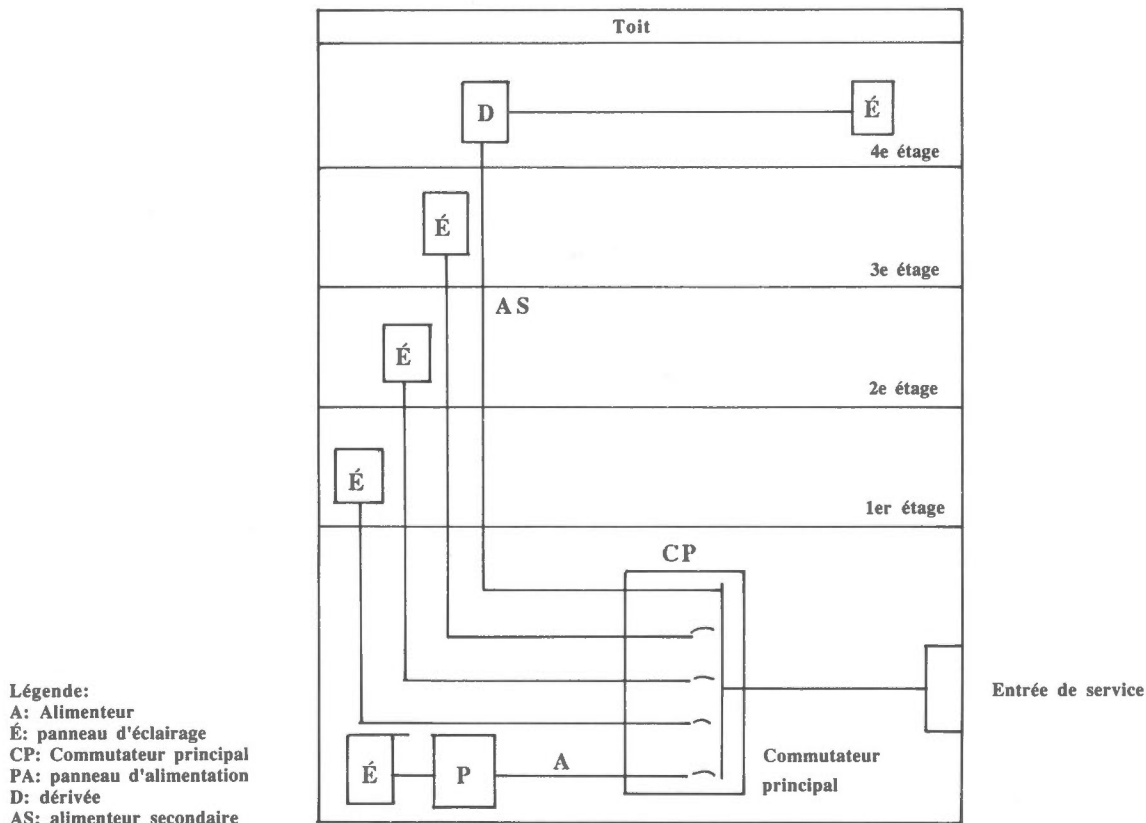 Toit
D
É
4e étage
É
3e étage
AS
É
2e étage
É
1er étage
CP
Entrée de service
É
P
A
Commutateur
principal
Légende:
A: Alimenteur
É: panneau d'éclairage
CP: Commutateur principal
PA: panneau d'alimentation
D: dérivée
AS: alimenteur secondaire